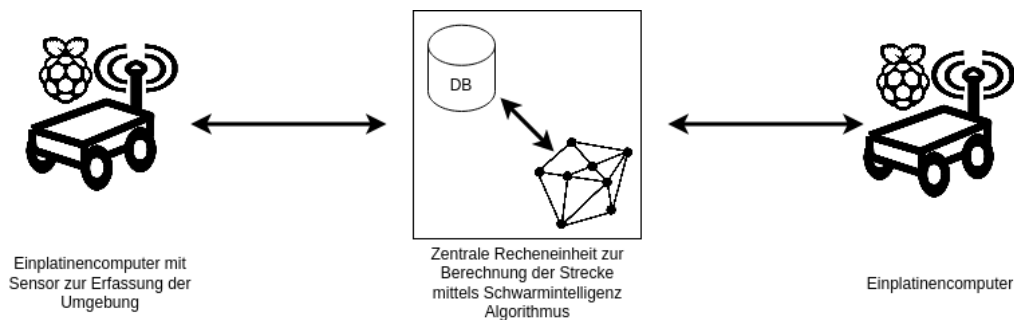 DB
Einplatinencomputer mit
Sensor zur Erfassung der
Umgebung
Zentrale Recheneinheit zur
Berechnung der Strecke
mittels Schwarmintelligenz
Algorithmus
Einplatinencomputer